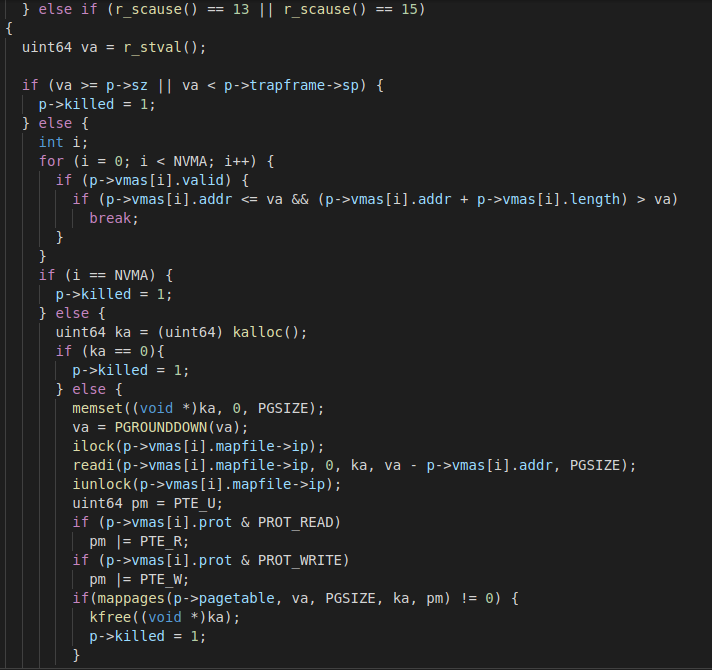 } else if (r_scause() == 13 || r_scause() == 15)
{
uint64 va = r_stval();
if (va >= p->sz || va < p->trapframe->sp) {
p->killed = 1;
} else {
int i;
for (i = 0; i < NVMA; i++) {
if (p->vmas[i].valid) {
if (p->vmas[i].addr <= va && (p->vmas[i].addr + p->vmas[i].length) > va)
break;
}
}
if (i == NVMA) {
p->killed = 1;
} else {
uint64 ka = (uint64) kalloc();
if (ka == 0){
p->killed = 1;
} else {
memset((void *)ka, 0, PGSIZE);
va = PGROUNDDOWN(va);
ilock(p->vmas[i].mapfile->ip);
readi(p->vmas[i].mapfile->ip, 0, ka, va - p->vmas[i].addr, PGSIZE);
iunlock(p->vmas[i].mapfile->ip);
uint64 pm = PTE_U;
if (p->vmas[i].prot & PROT_READ)
pm |= PTE_R;
if (p->vmas[i].prot & PROT_WRITE)
pm |= PTE_W;
if(mappages(p->pagetable, va, PGSIZE, ka, pm) != 0) {
kfree((void *)ka);
p->killed = 1;
}